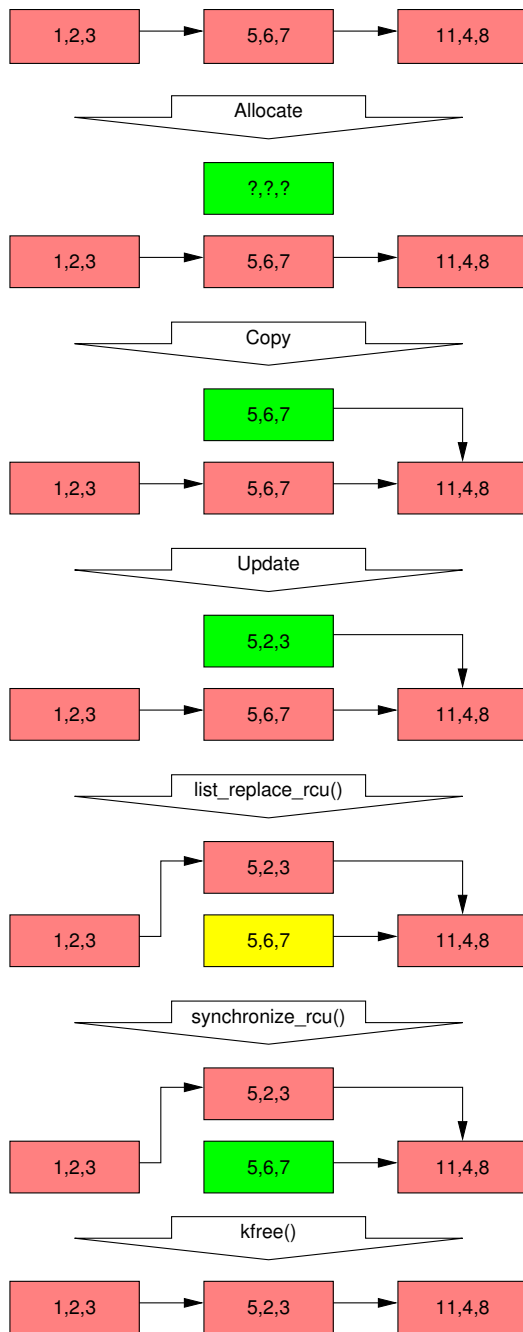 1,2,3 5,6,7 11,4,8
Allocate
?,?,?
1,2,3 5,6,7 11,4,8
Copy
5,6,7
1,2,3 5,6,7 11,4,8
Update
5,2,3
1,2,3 5,6,7 11,4,8
list_replace_rcu()
5,2,3
1,2,3 5,6,7 11,4,8
synchronize_rcu()
5,2,3
1,2,3 5,6,7 11,4,8
kfree()
1,2,3 5,2,3 11,4,8